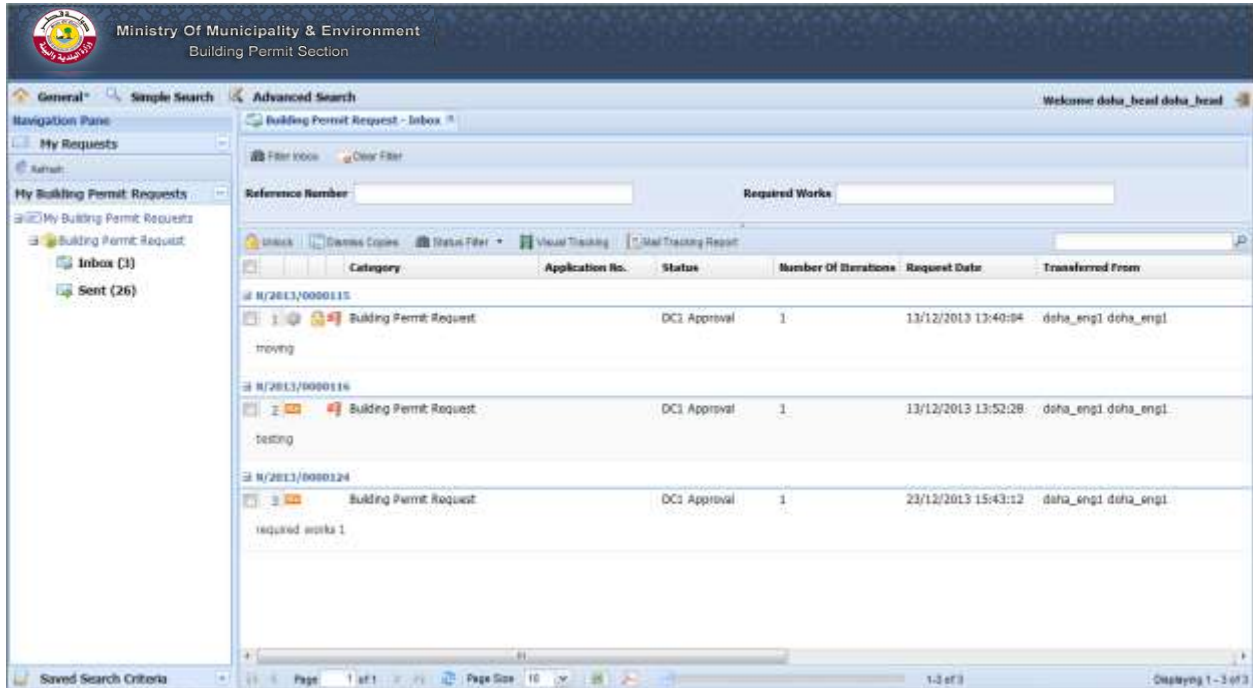 Ministry Of Municipality & Environment
Building Permit Section
General Simple Search Advanced Search Welcome doha_head doha_head
Navigation Pane Building Permit Request - Inbox
My Requests
Filter Inbox Clear Filter
Refresh
My Building Permit Requests Reference Number Required Works
My Building Permit Requests
Building Permit Request Unlock Dismiss Copies Status Filter Visual Tracking Mail Tracking Report
Inbox (3) Category Application No. Status Number Of Iterations Request Date Transferred From
Sent (26)
N/2013/0000115
1 Building Permit Request DC1 Approval 1 13/12/2013 13:40:04 doha_eng1 doha_eng1
moving
N/2013/0000116
2 Building Permit Request DC1 Approval 1 13/12/2013 13:52:28 doha_eng1 doha_eng1
testing
N/2013/0000124
3 Building Permit Request DC1 Approval 1 23/12/2013 15:43:12 doha_eng1 doha_eng1
required works 1
Saved Search Criteria Page 1 of 1 Page Size 10 1-3 of 3 Displaying 1 - 3 of 3